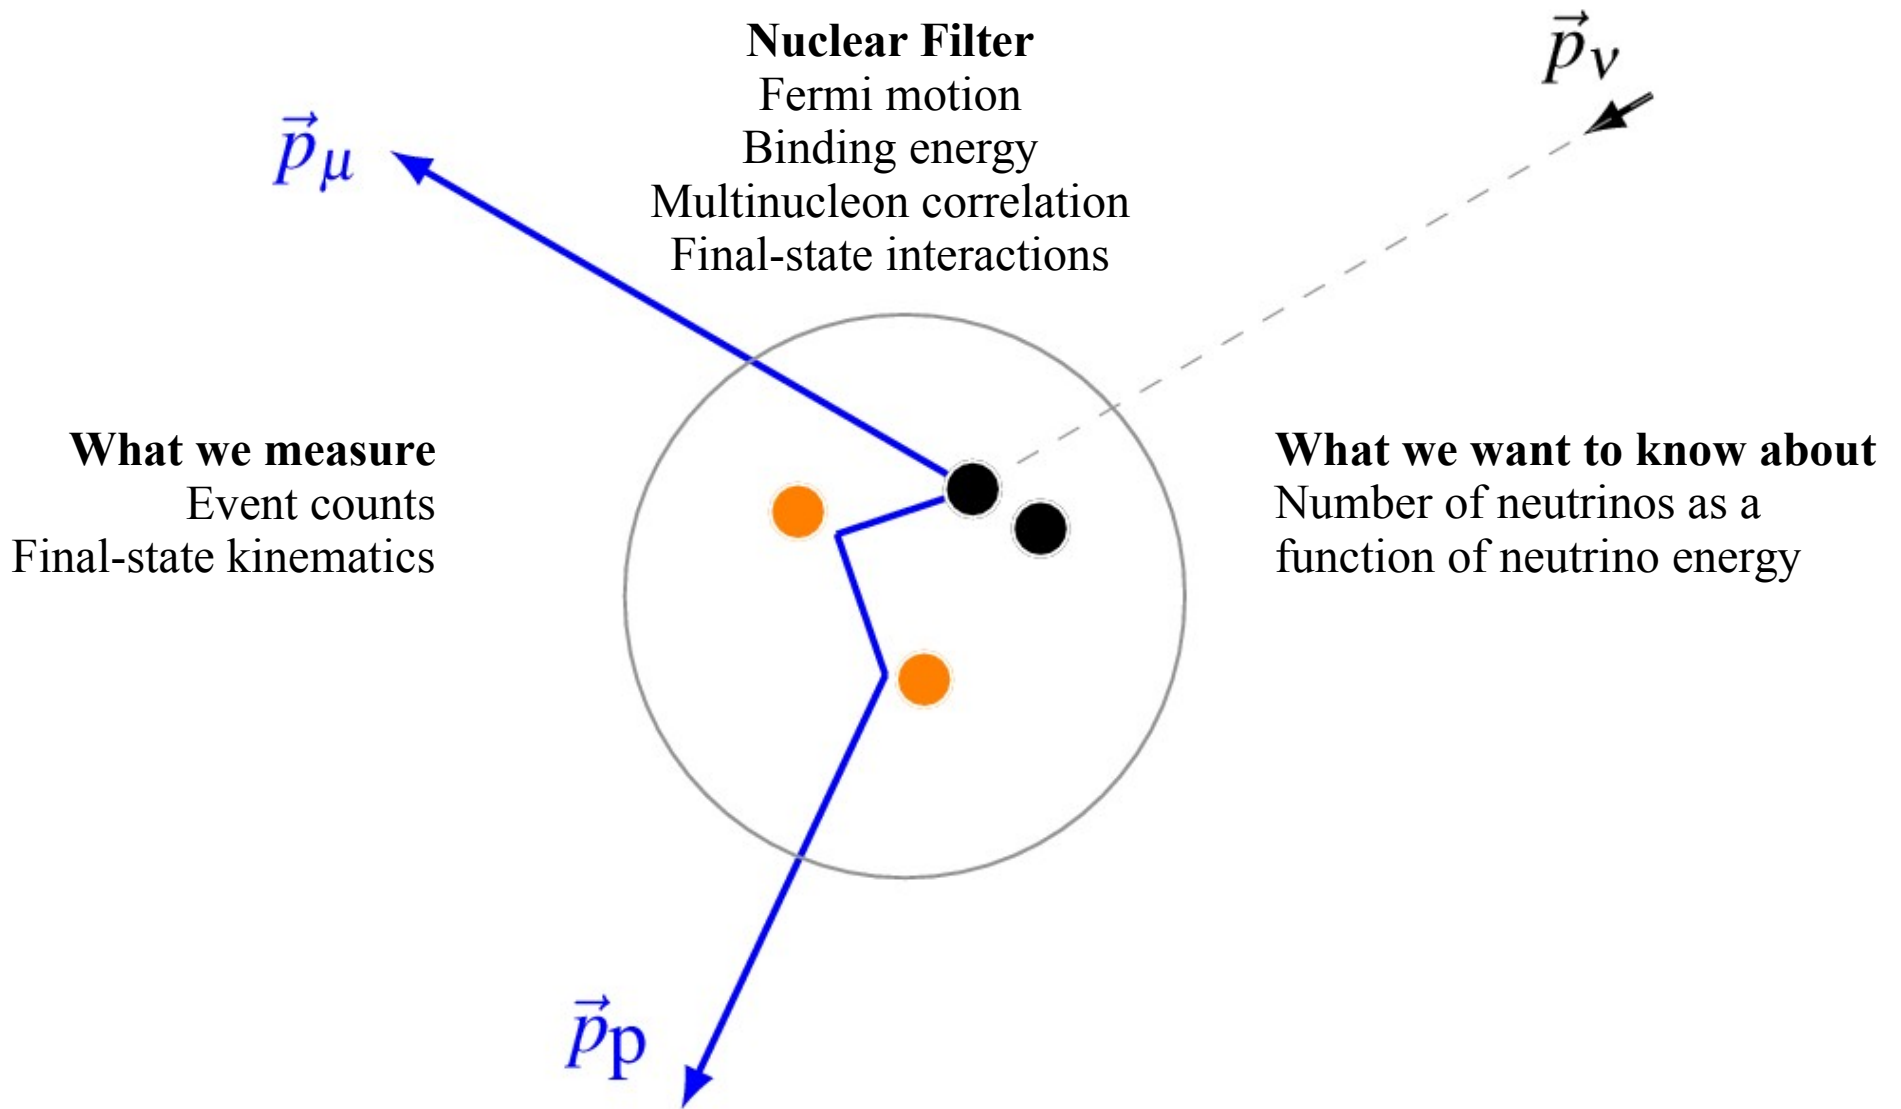 Nuclear Filter
Fermi motion
Binding energy
Multinucleon correlation
Final-state interactions
p⃗ν
p⃗μ
What we measure
Event counts
Final-state kinematics
What we want to know about
Number of neutrinos as a
function of neutrino energy
p⃗p